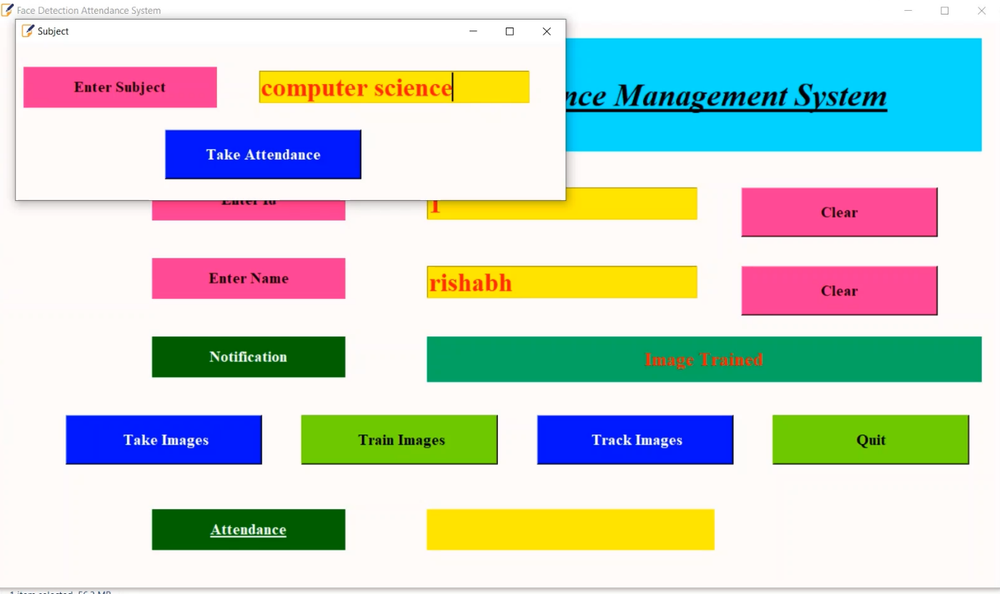 Face Detection Attendance System
Subject
Enter Subject
computer science
Take Attendance
nce Management System
Enter Id
1
Clear
Enter Name
rishabh
Clear
Notification
Image Trained
Take Images
Train Images
Track Images
Quit
Attendance
1 item selected 56.2 MB